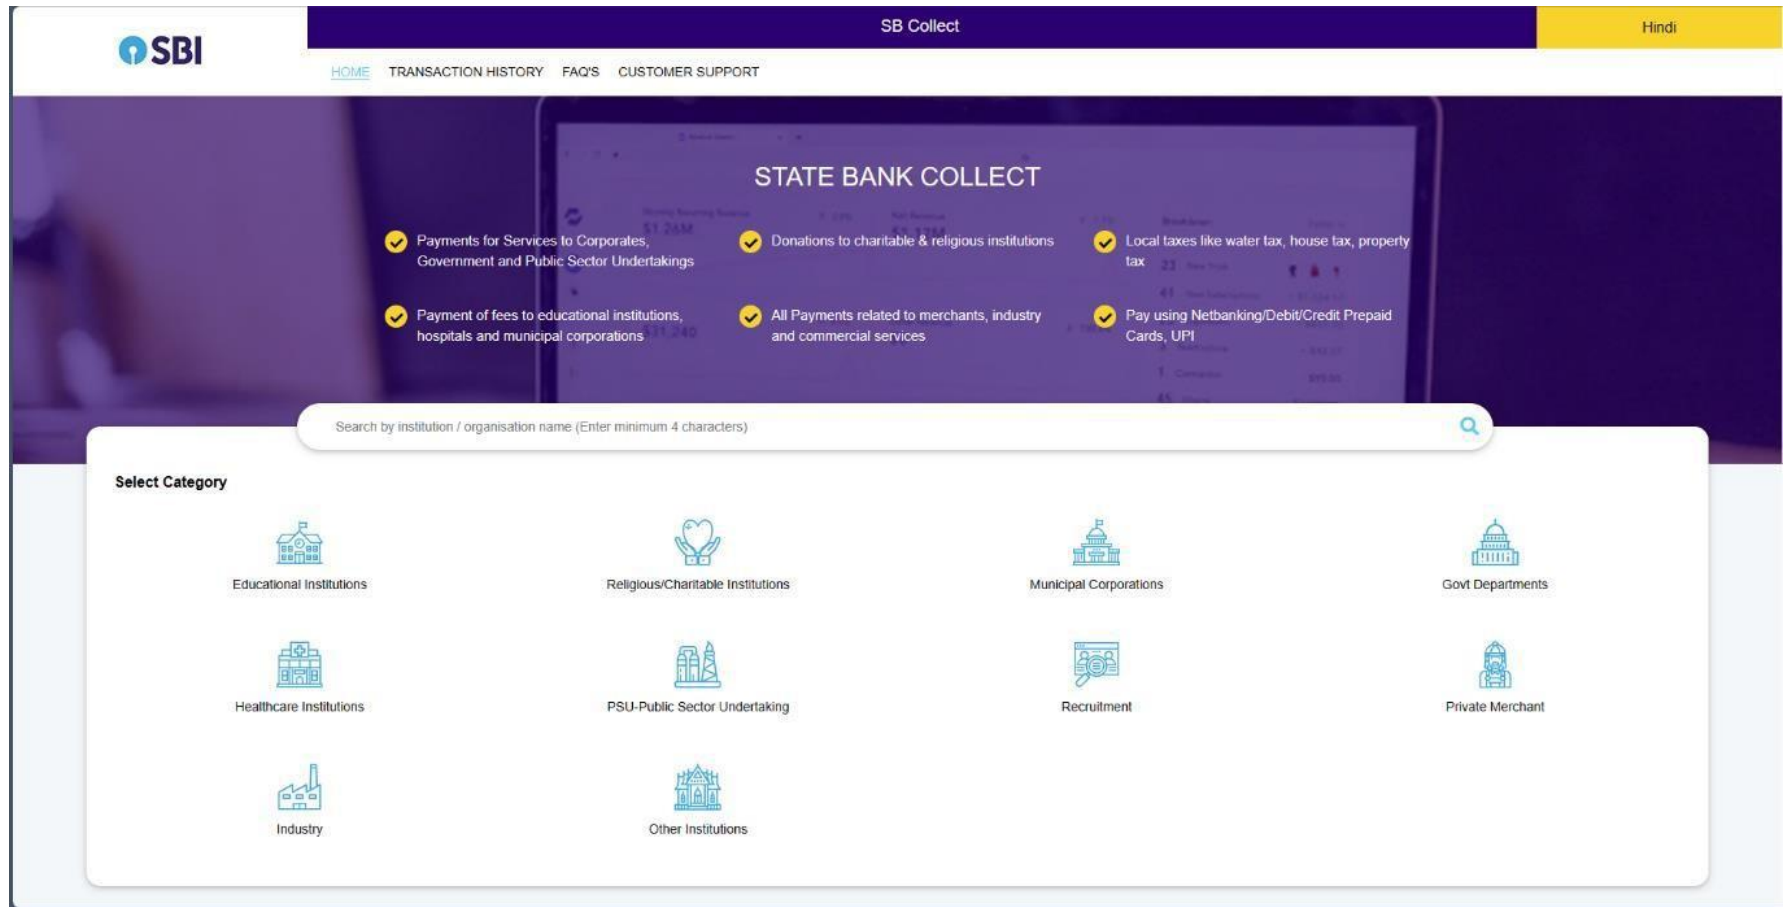 SBI
SB Collect
Hindi
HOME TRANSACTION HISTORY FAQ'S CUSTOMER SUPPORT
STATE BANK COLLECT
Payments for Services to Corporates,
Government and Public Sector Undertakings
Donations to charitable & religious institutions
Local taxes like water tax, house tax, property
tax
Payment of fees to educational institutions,
hospitals and municipal corporations
All Payments related to merchants, industry
and commercial services
Pay using Netbanking/Debit/Credit Prepaid
Cards, UPI
Search by institution / organisation name (Enter minimum 4 characters)
Select Category
Educational Institutions
Religious/Charitable Institutions
Municipal Corporations
Govt Departments
Healthcare Institutions
PSU-Public Sector Undertaking
Recruitment
Private Merchant
Industry
Other Institutions